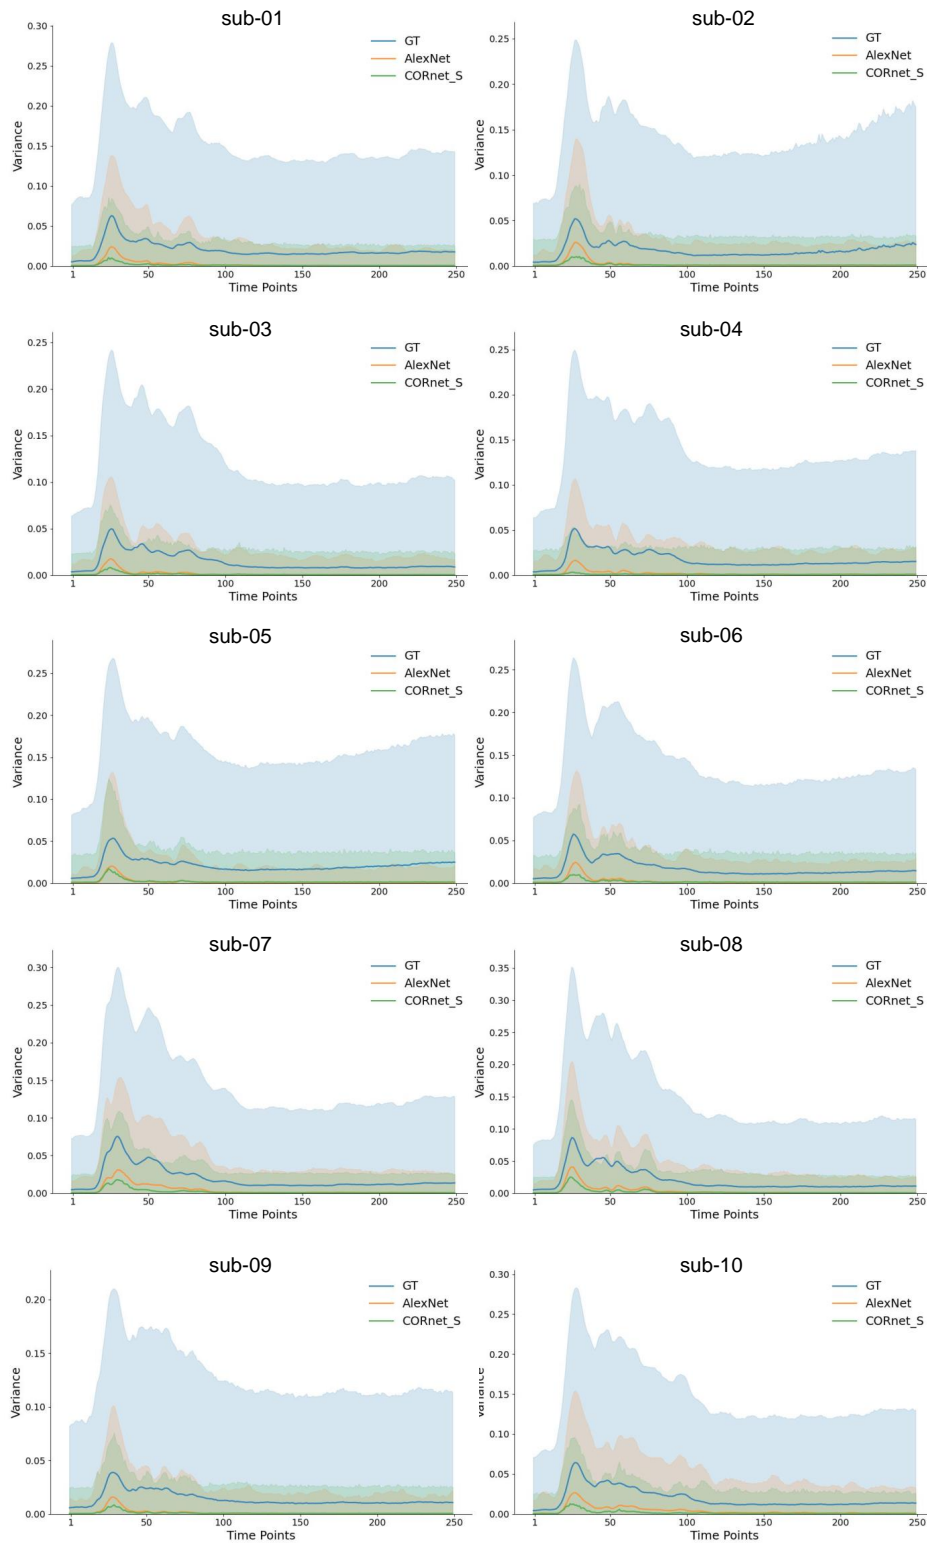 sub-01
0.30
0.25
0.20
0.15
0.10
0.05
0.00
Variance
GT
AlexNet
CORnet_S
1 50 100 150 200 250
Time Points
sub-02
0.25
0.20
0.15
0.10
0.05
0.00
Variance
GT
AlexNet
CORnet_S
1 50 100 150 200 250
Time Points
sub-03
0.25
0.20
0.15
0.10
0.05
0.00
Variance
GT
AlexNet
CORnet_S
1 50 100 150 200 250
Time Points
sub-04
0.25
0.20
0.15
0.10
0.05
0.00
Variance
GT
AlexNet
CORnet_S
1 50 100 150 200 250
Time Points
sub-05
0.25
0.20
0.15
0.10
0.05
0.00
Variance
GT
AlexNet
CORnet_S
1 50 100 150 200 250
Time Points
sub-06
0.25
0.20
0.15
0.10
0.05
0.00
Variance
GT
AlexNet
CORnet_S
1 50 100 150 200 250
Time Points
sub-07
0.30
0.25
0.20
0.15
0.10
0.05
0.00
Variance
GT
AlexNet
CORnet_S
1 50 100 150 200 250
Time Points
sub-08
0.35
0.30
0.25
0.20
0.15
0.10
0.05
0.00
Variance
GT
AlexNet
CORnet_S
1 50 100 150 200 250
Time Points
sub-09
0.20
0.15
0.10
0.05
0.00
Variance
GT
AlexNet
CORnet_S
1 50 100 150 200 250
Time Points
sub-10
0.30
0.25
0.20
0.15
0.10
0.05
0.00
Variance
GT
AlexNet
CORnet_S
1 50 100 150 200 250
Time Points